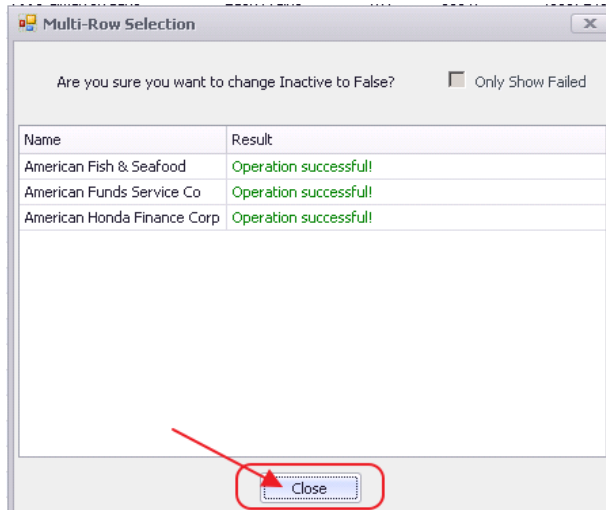 Multi-Row Selection
Are you sure you want to change Inactive to False? Only Show Failed
Name Result
American Fish & Seafood Operation successful!
American Funds Service Co Operation successful!
American Honda Finance Corp Operation successful!
Close